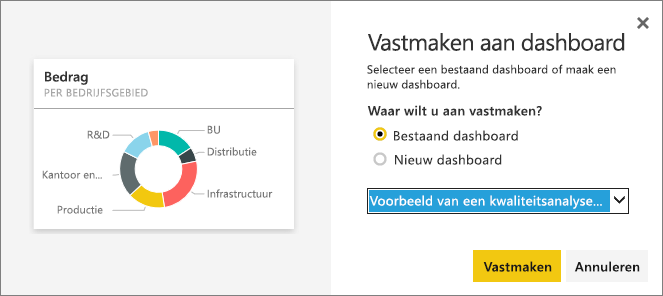 Bedrag
PER BEDRIJFSGEBIED
R&D
BU
Distributie
Kantoor en...
Infrastructuur
Productie
Vastmaken aan dashboard
Selecteer een bestaand dashboard of maak een
nieuw dashboard.
Waar wilt u aan vastmaken?
Bestaand dashboard
Nieuw dashboard
Voorbeeld van een kwaliteitsanalyse...
Vastmaken
Annuleren